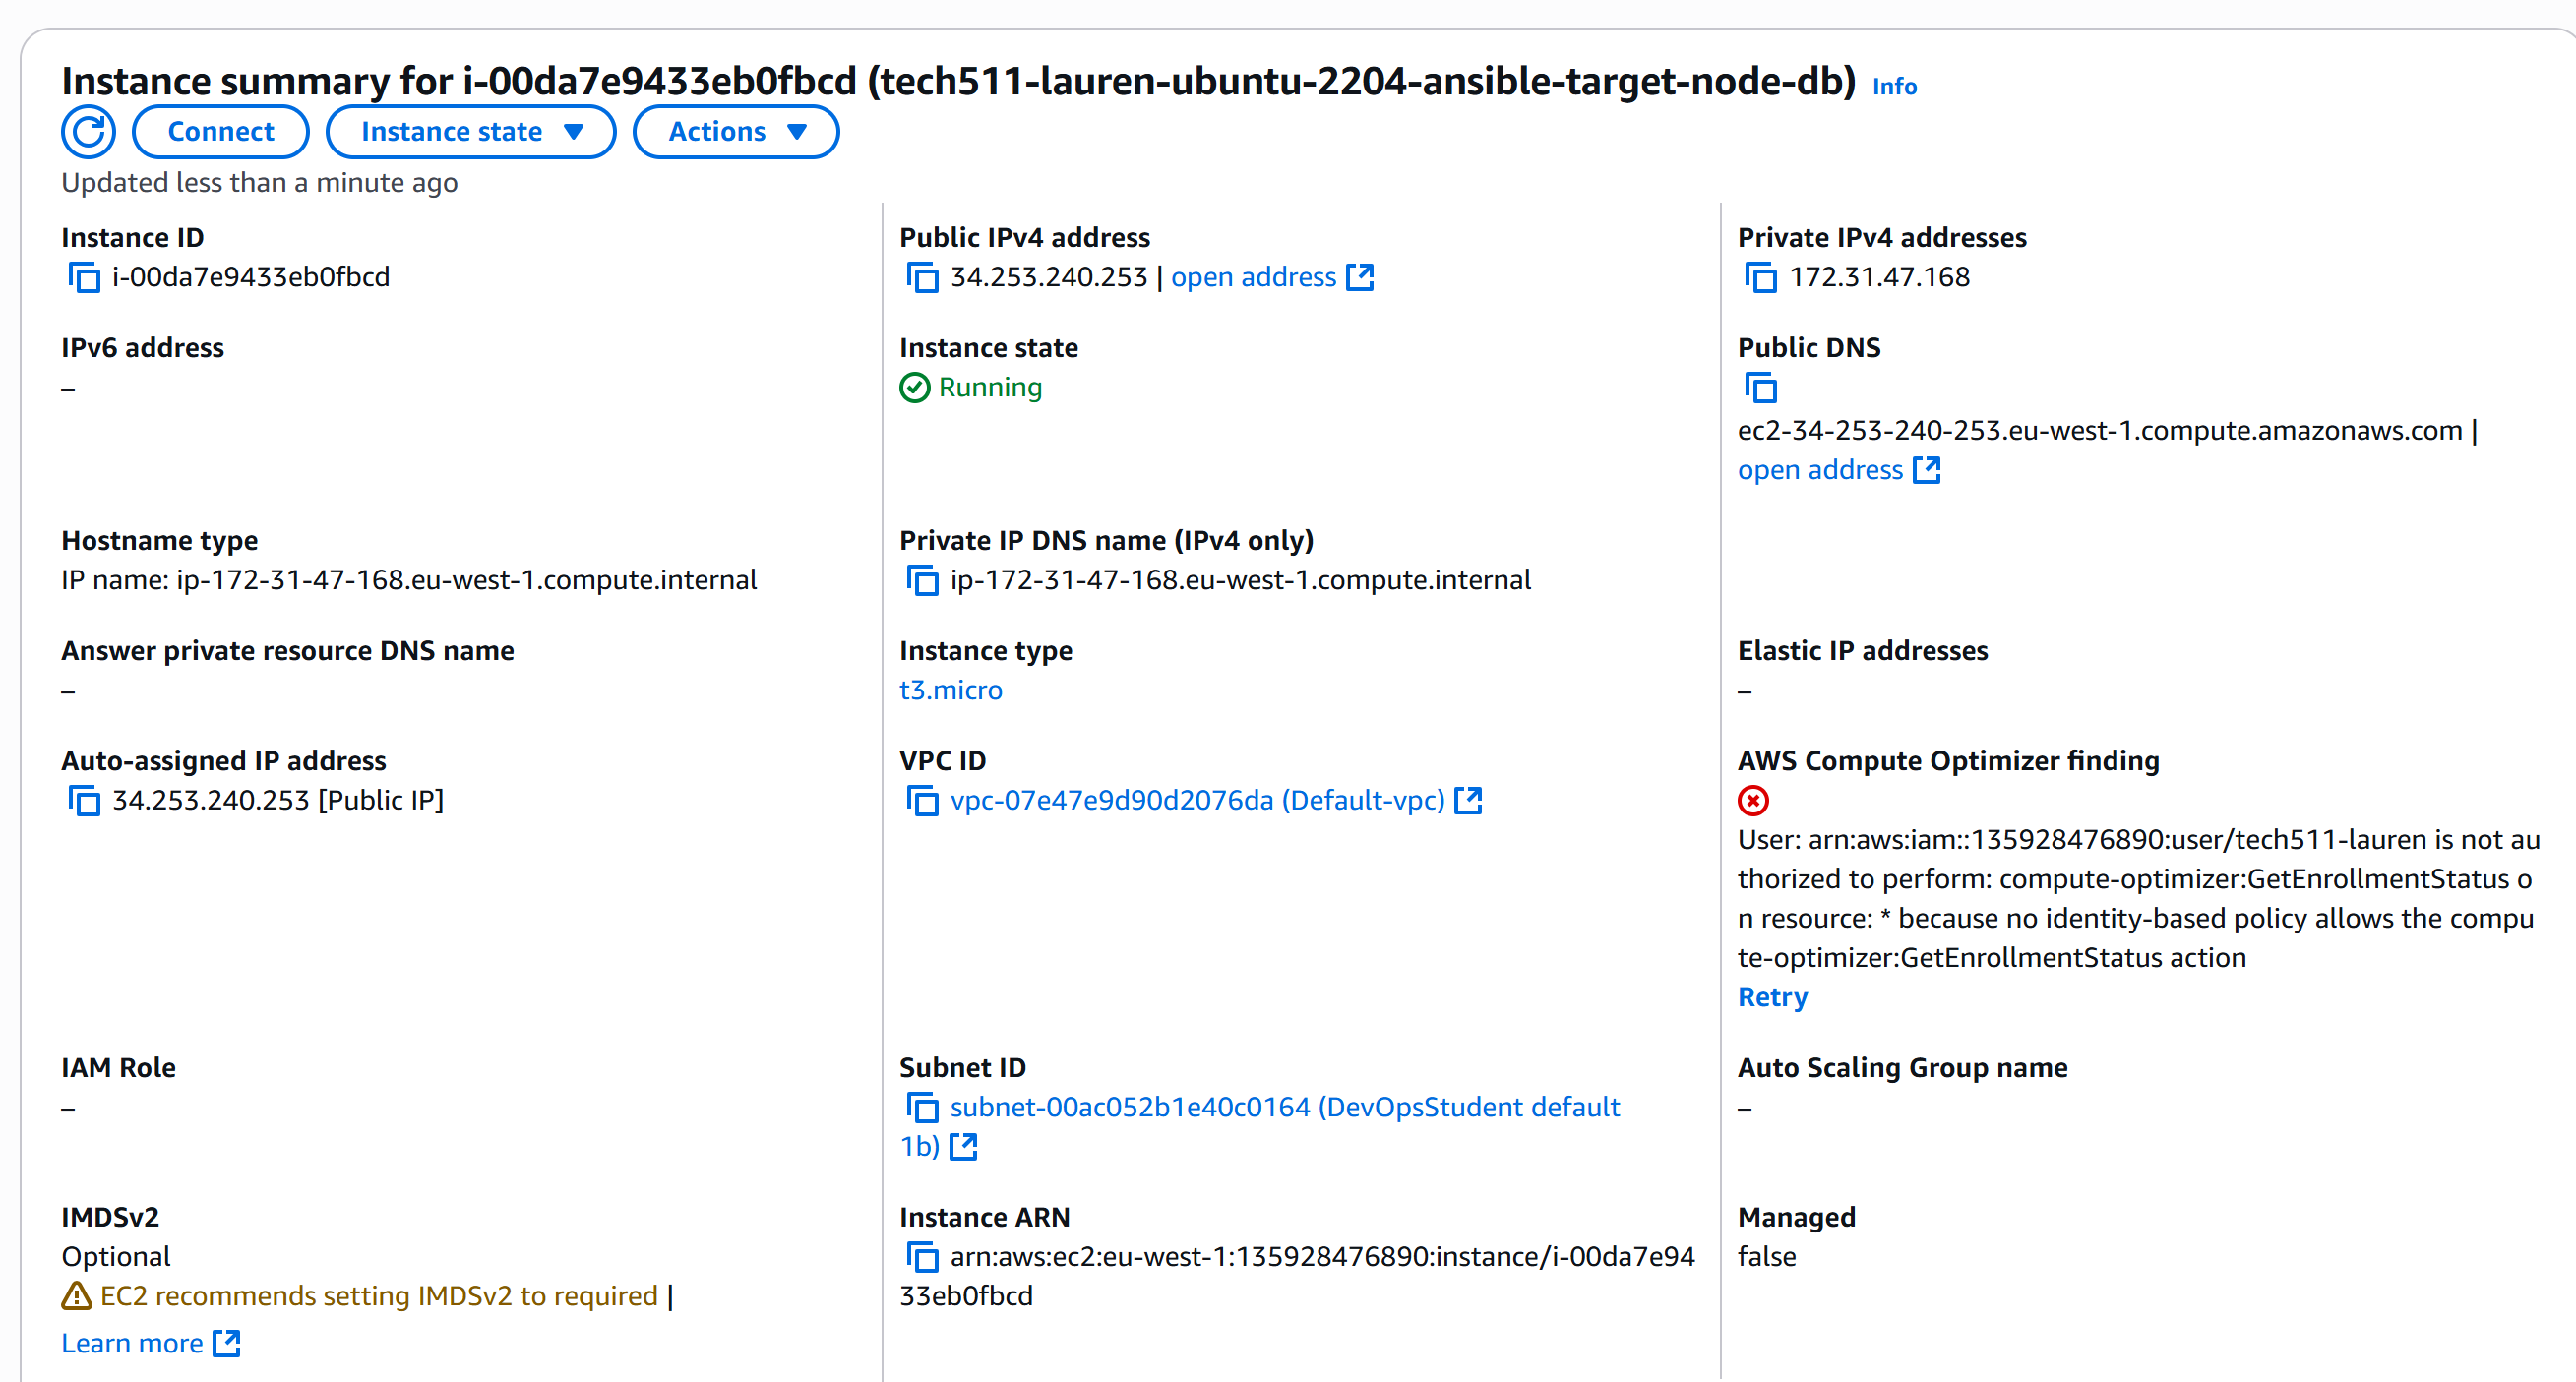 Instance summary for i-00da7e9433eb0fbcd (tech511-lauren-ubuntu-2204-ansible-target-node-db) Info
Connect
Instance state
Actions
Updated less than a minute ago
Instance ID
i-00da7e9433eb0fbcd
Public IPv4 address
34.253.240.253 | open address
Private IPv4 addresses
172.31.47.168
IPv6 address
–
Instance state
Running
Public DNS
ec2-34-253-240-253.eu-west-1.compute.amazonaws.com |
open address
Hostname type
IP name: ip-172-31-47-168.eu-west-1.compute.internal
Private IP DNS name (IPv4 only)
ip-172-31-47-168.eu-west-1.compute.internal
Answer private resource DNS name
–
Instance type
t3.micro
Elastic IP addresses
–
Auto-assigned IP address
34.253.240.253 [Public IP]
VPC ID
vpc-07e47e9d90d2076da (Default-vpc)
AWS Compute Optimizer finding
User: arn:aws:iam::135928476890:user/tech511-lauren is not au
thorized to perform: compute-optimizer:GetEnrollmentStatus o
n resource: * because no identity-based policy allows the compu
te-optimizer:GetEnrollmentStatus action
Retry
IAM Role
–
Subnet ID
subnet-00ac052b1e40c0164 (DevOpsStudent default
1b)
Auto Scaling Group name
–
IMDSv2
Optional
EC2 recommends setting IMDSv2 to required |
Learn more
Instance ARN
arn:aws:ec2:eu-west-1:135928476890:instance/i-00da7e94
33eb0fbcd
Managed
false